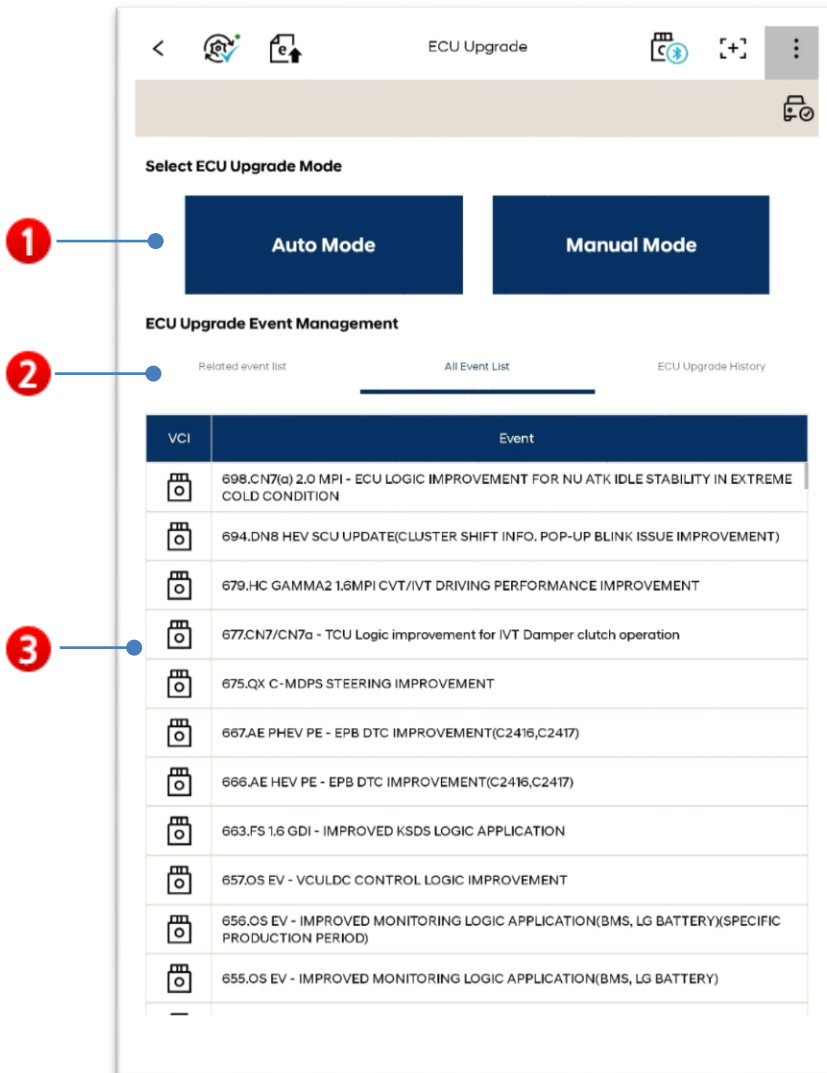 ECU Upgrade
Select ECU Upgrade Mode
1
Auto Mode
Manual Mode
ECU Upgrade Event Management
2
Related event list
All Event List
ECU Upgrade History
VCI
Event
698.CN7(a) 2.0 MPI - ECU LOGIC IMPROVEMENT FOR NU ATK IDLE STABILITY IN EXTREME
COLD CONDITION
694.DN8 HEV SCU UPDATE(CLUSTER SHIFT INFO. POP-UP BLINK ISSUE IMPROVEMENT)
679.HC GAMMA2 1.6MPI CVT/IVT DRIVING PERFORMANCE IMPROVEMENT
3
677.CN7/CN7a - TCU Logic improvement for IVT Damper clutch operation
675.QX C-MDPS STEERING IMPROVEMENT
667.AE PHEV PE - EPB DTC IMPROVEMENT(C2416,C2417)
666.AE HEV PE - EPB DTC IMPROVEMENT(C2416,C2417)
663.FS 1.6 GDI - IMPROVED KSDS LOGIC APPLICATION
657.OS EV - VCULDC CONTROL LOGIC IMPROVEMENT
656.OS EV - IMPROVED MONITORING LOGIC APPLICATION(BMS, LG BATTERY)(SPECIFIC
PRODUCTION PERIOD)
655.OS EV - IMPROVED MONITORING LOGIC APPLICATION(BMS, LG BATTERY)